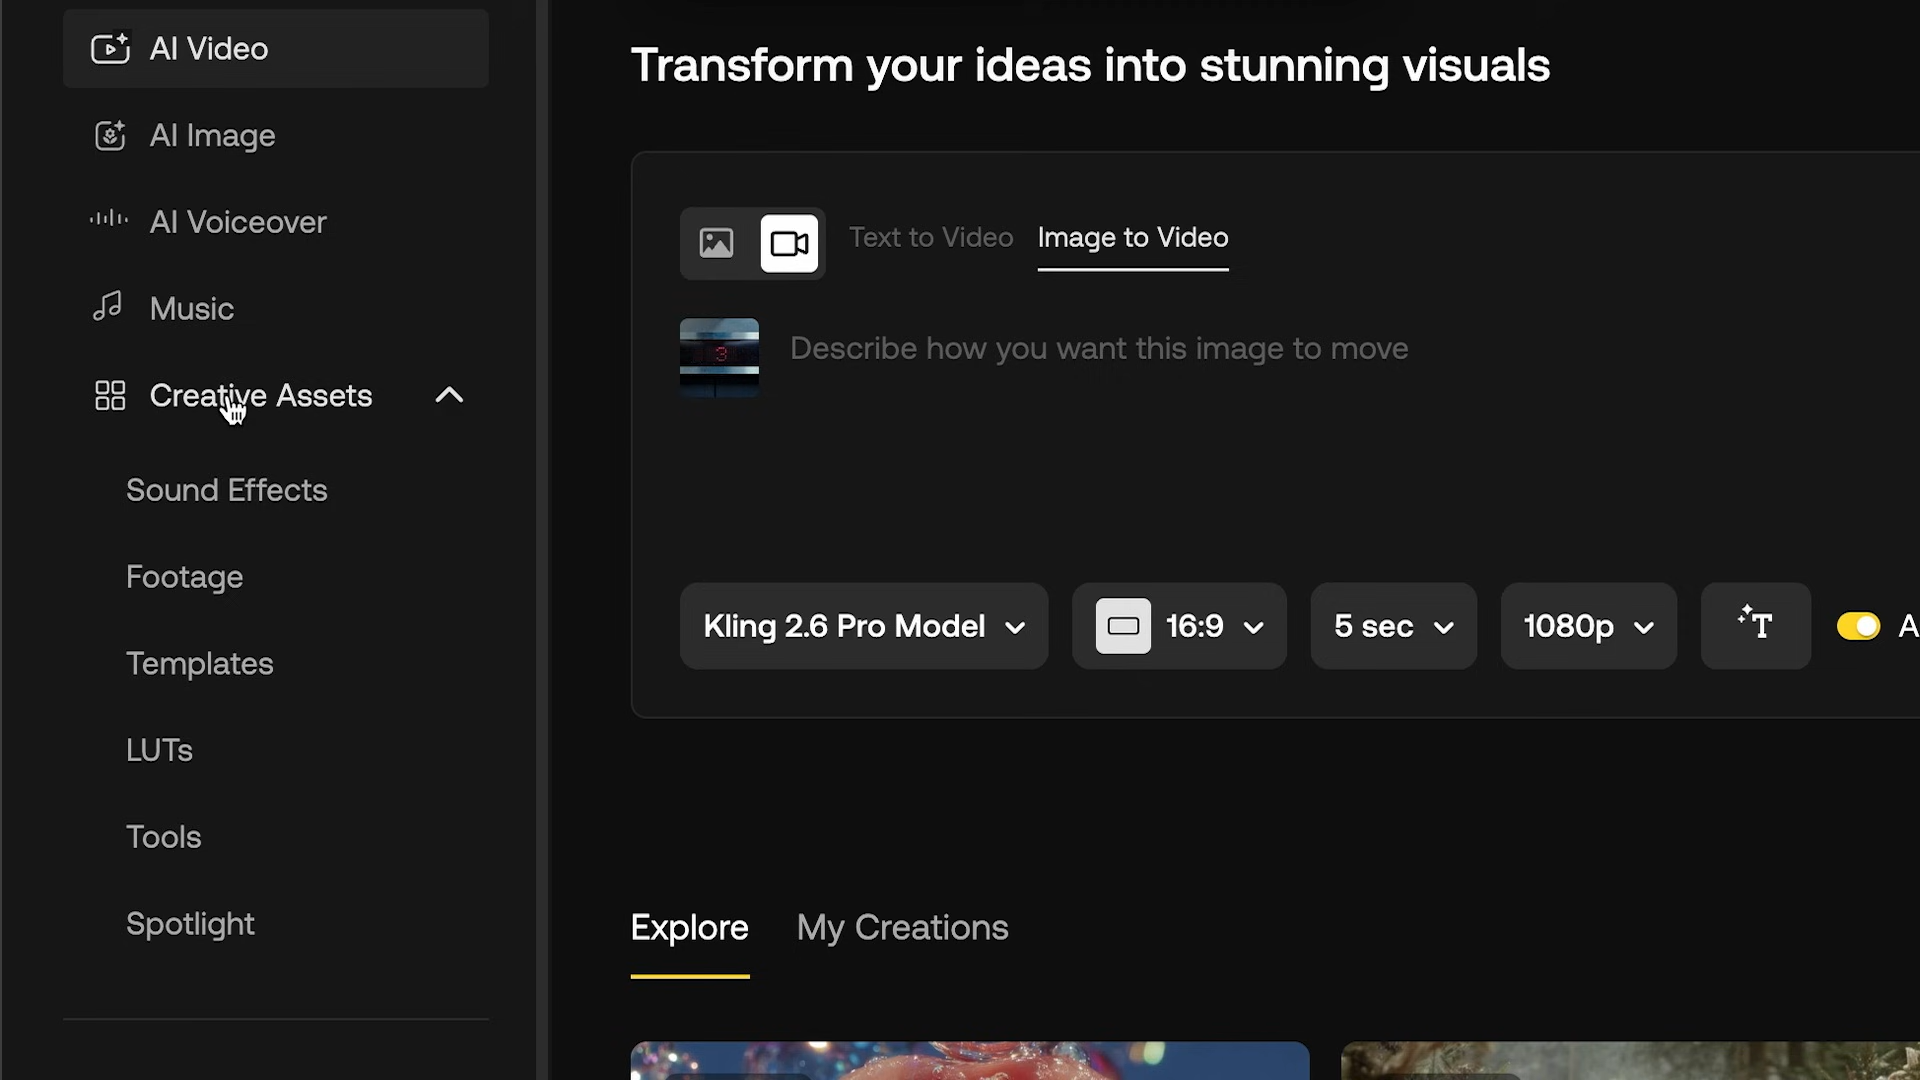 AI Video
AI Image
AI Voiceover
Music
Creative Assets
Sound Effects
Footage
Templates
LUTs
Tools
Spotlight
Transform your ideas into stunning visuals
Text to Video
Image to Video
3
Describe how you want this image to move
Kling 2.6 Pro Model
16:9
5 sec
1080p
T
A
Explore
My Creations